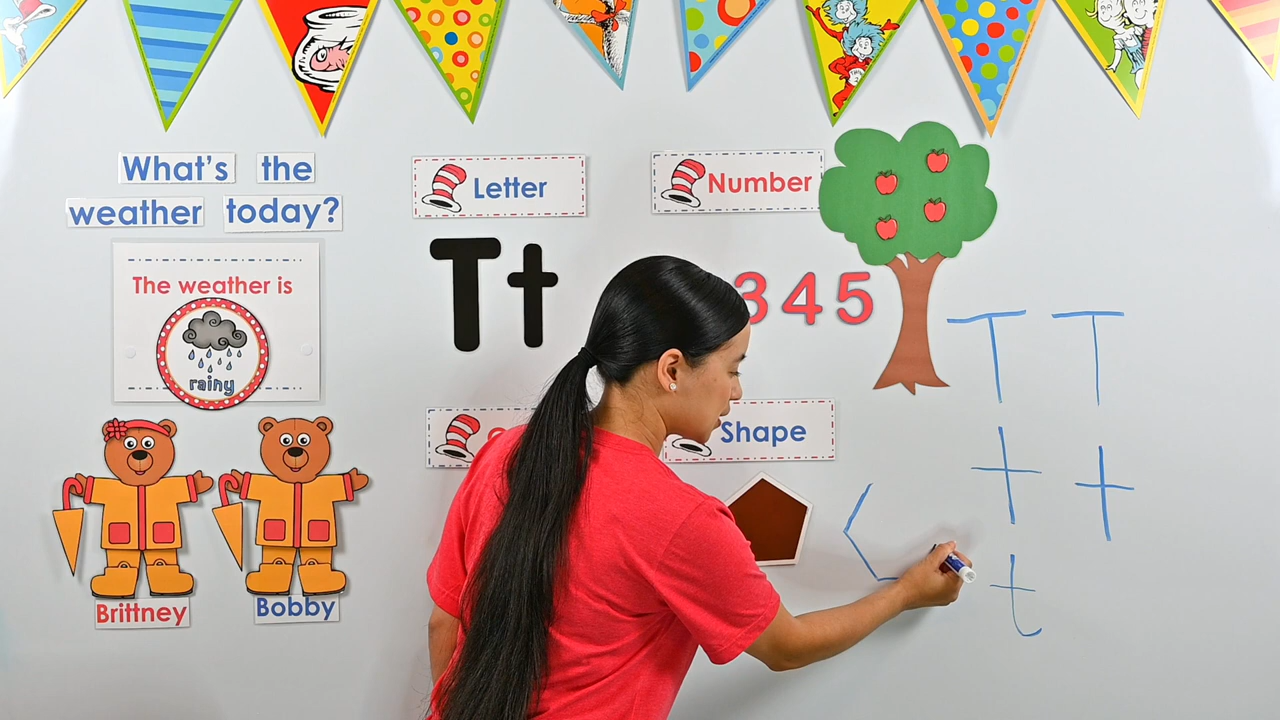 What's the
weather today?
The weather is
rainy
Brittney
Bobby
Letter
Tt
Number
345
Shape
T T
t t
t